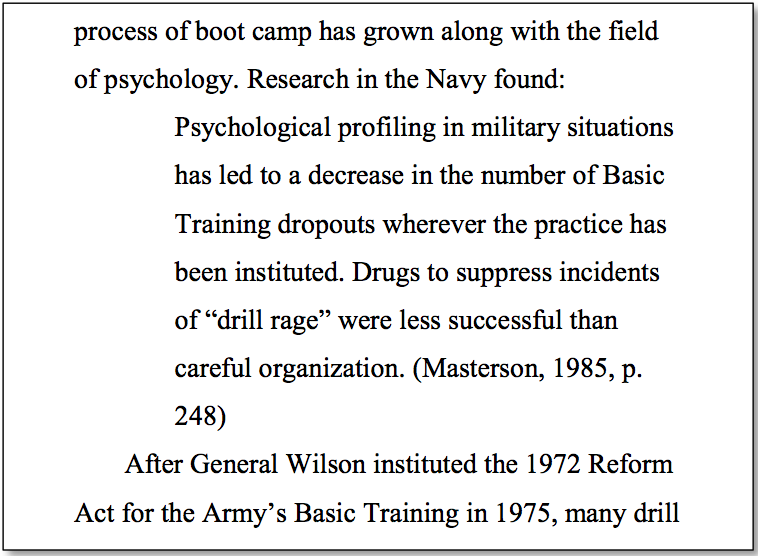 process of boot camp has grown along with the field
of psychology. Research in the Navy found:
Psychological profiling in military situations
has led to a decrease in the number of Basic
Training dropouts wherever the practice has
been instituted. Drugs to suppress incidents
of “drill rage” were less successful than
careful organization. (Masterson, 1985, p.
248)
After General Wilson instituted the 1972 Reform
Act for the Army’s Basic Training in 1975, many drill